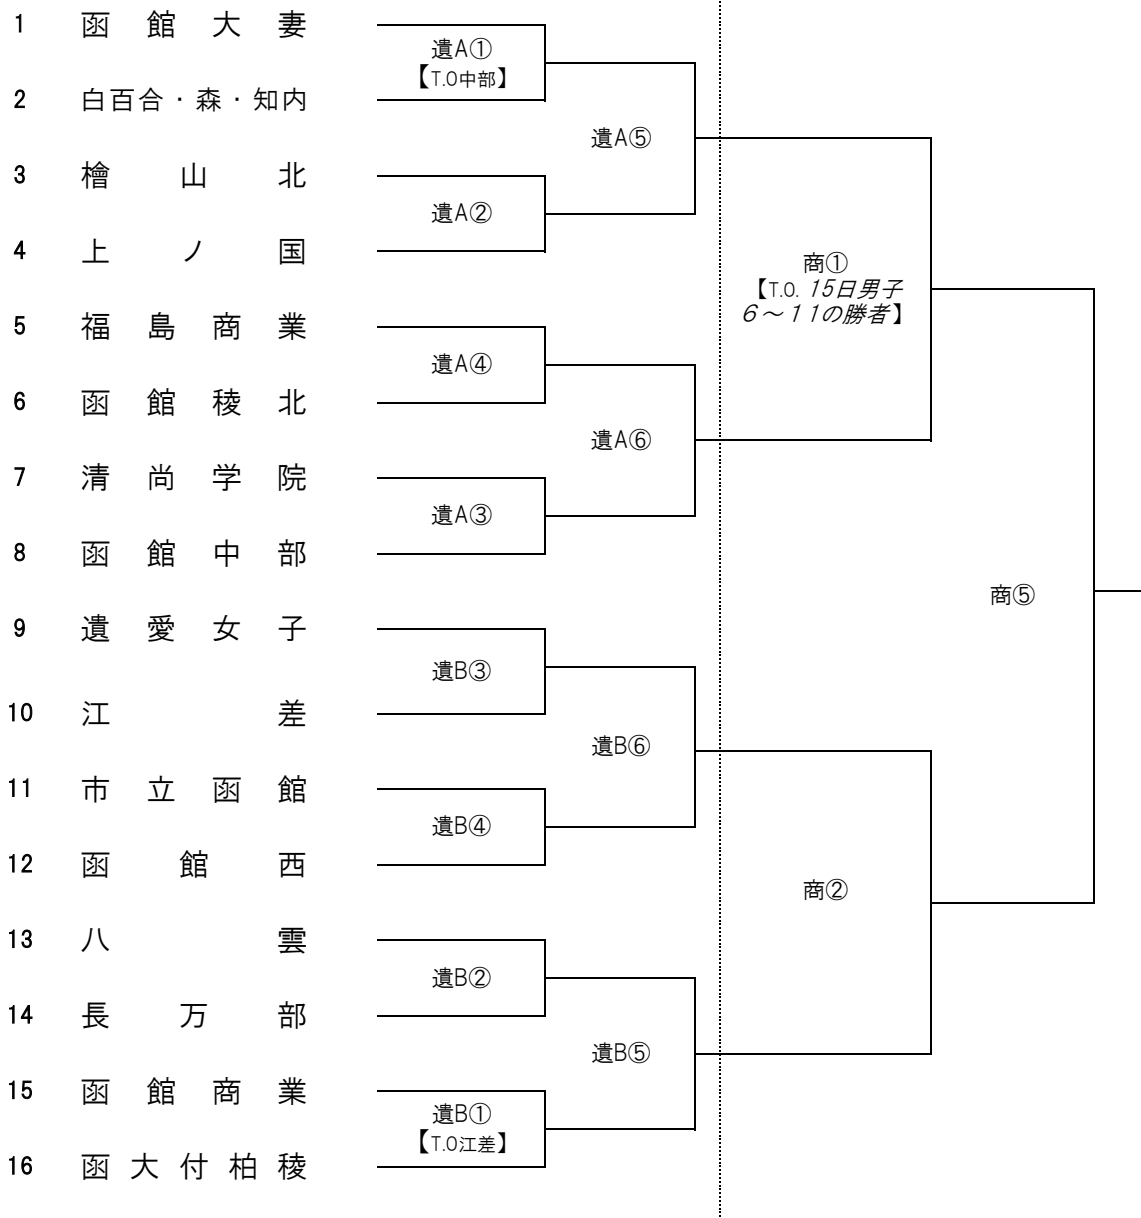 1 函館大妻
遺A①
【T.O中部】
2 白百合・森・知内
遺A⑤
3 檜山北
遺A②
4 上ノ国
商①
【T.O. 15日男子
6～11の勝者】
5 福島商業
遺A④
6 函館稜北
遺A⑥
7 清尚学院
遺A③
8 函館中部
商⑤
9 遺愛女子
遺B③
10 江差
遺B⑥
11 市立函館
遺B④
12 函館西
商②
13 八雲
遺B②
14 長万部
遺B⑤
15 函館商業
遺B①
【T.O江差】
16 函大付柏稜